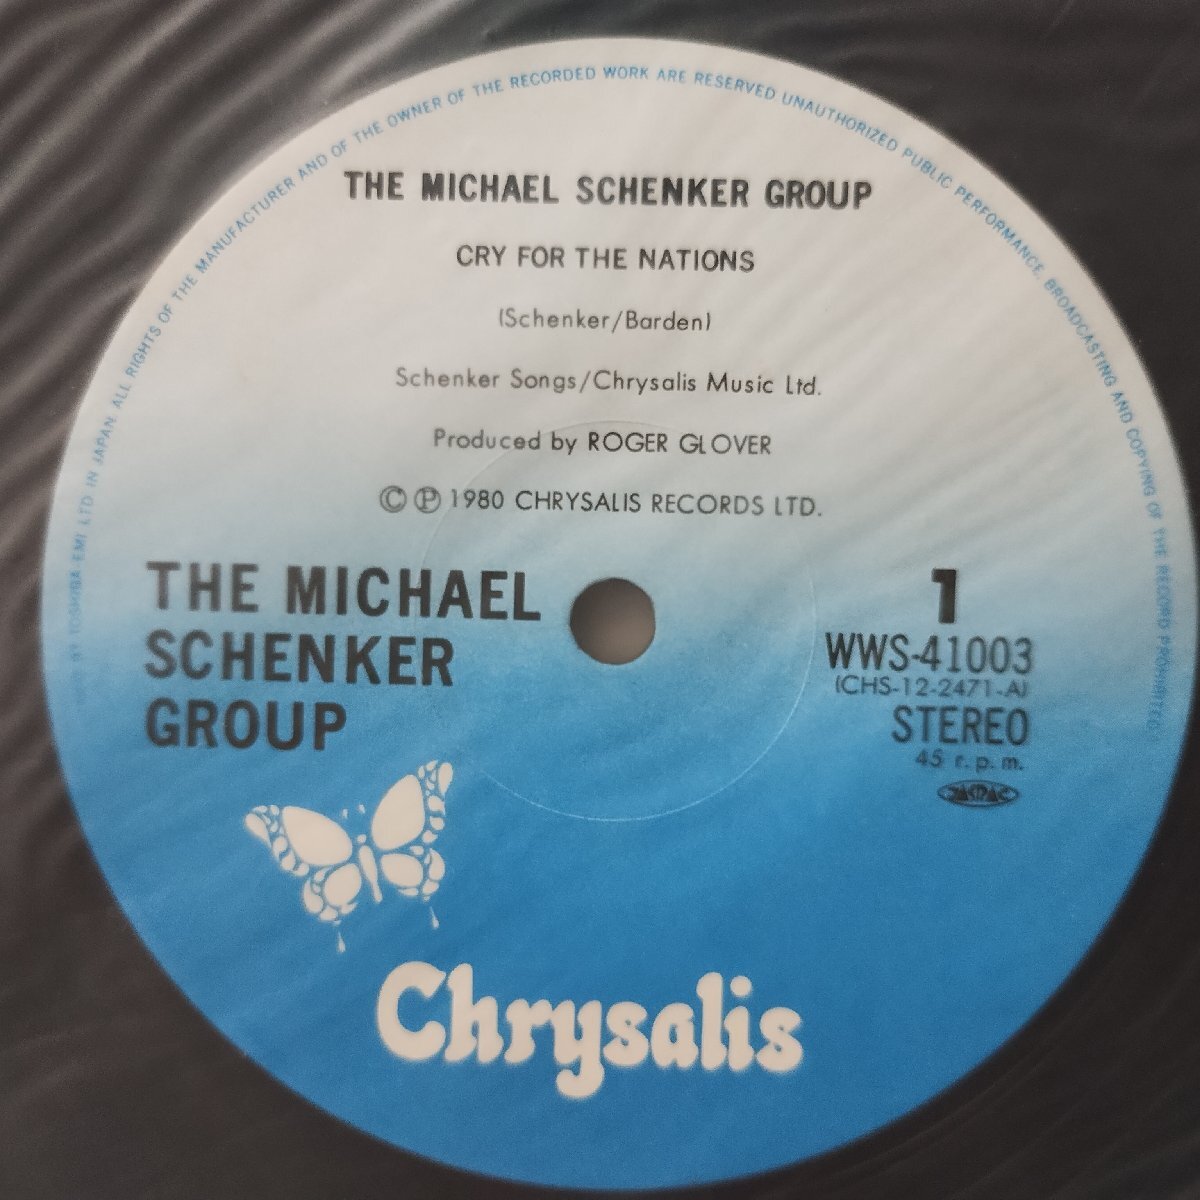 ALL RIGHTS OF THE MANUFACTURER AND OF THE OWNER OF THE RECORDED WORK ARE RESERVED UNAUTHORIZED PUBLIC PERFORMANCE, BROADCASTING AND COPYING OF THE RECORD PROHIBITED.
THE MICHAEL SCHENKER GROUP
CRY FOR THE NATIONS
(Schenker/Barden)
Schenker Songs/Chrysalis Music Ltd.
Produced by ROGER GLOVER
Ⓒ Ⓟ 1980 CHRYSALIS RECORDS LTD.
THE MICHAEL
SCHENKER
GROUP
1
WWS-41003
(CHS-12-2471-A)
STEREO
45 r.p.m.
Chrysalis
BY TOSHIBA-EMI LTD IN JAPAN